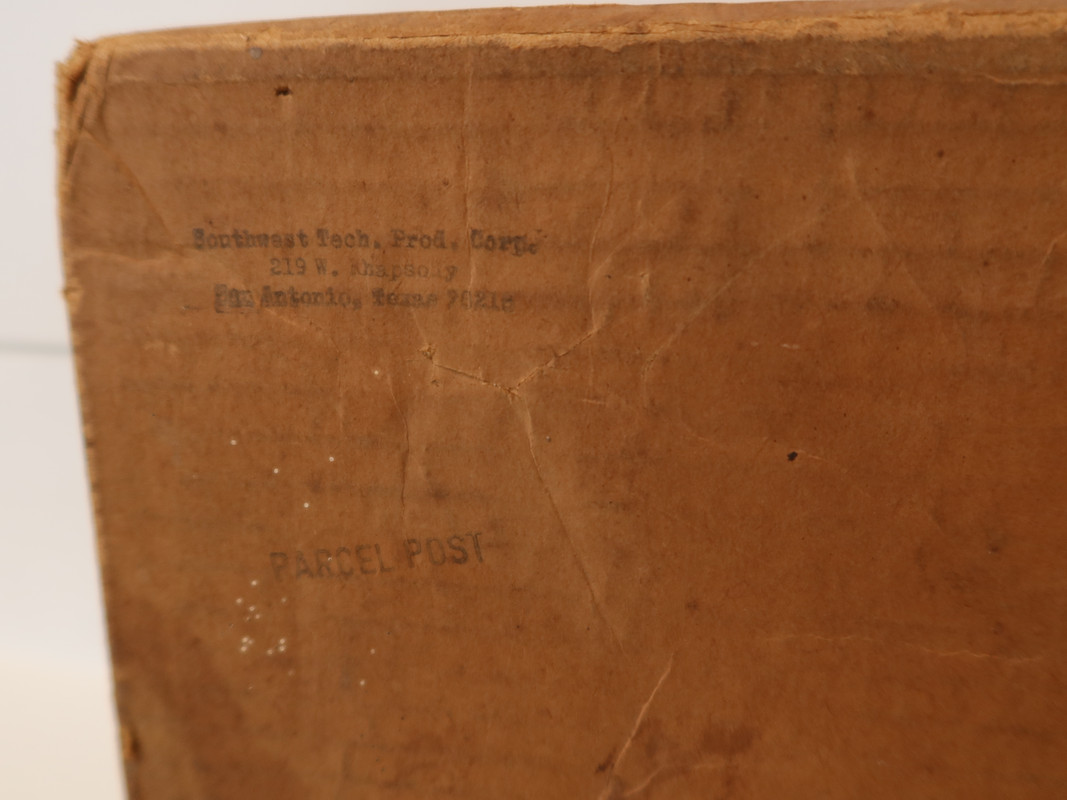 Southwest Tech. Prod. Corp.
219 W. Rhapsody
San Antonio, Texas 78216
PARCEL POST